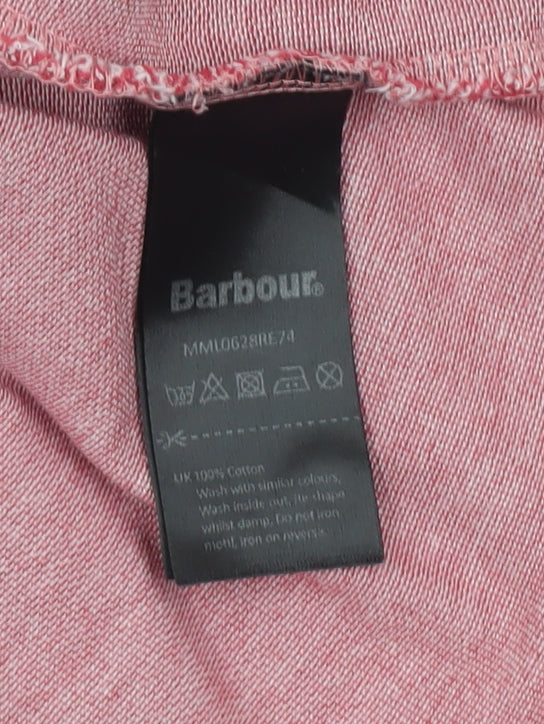 Barbour®
MML0628RE74
UK 100% Cotton
Wash with similar colours,
Wash inside out, re shape
whilst damp, Do not iron
motif, iron on reverse.